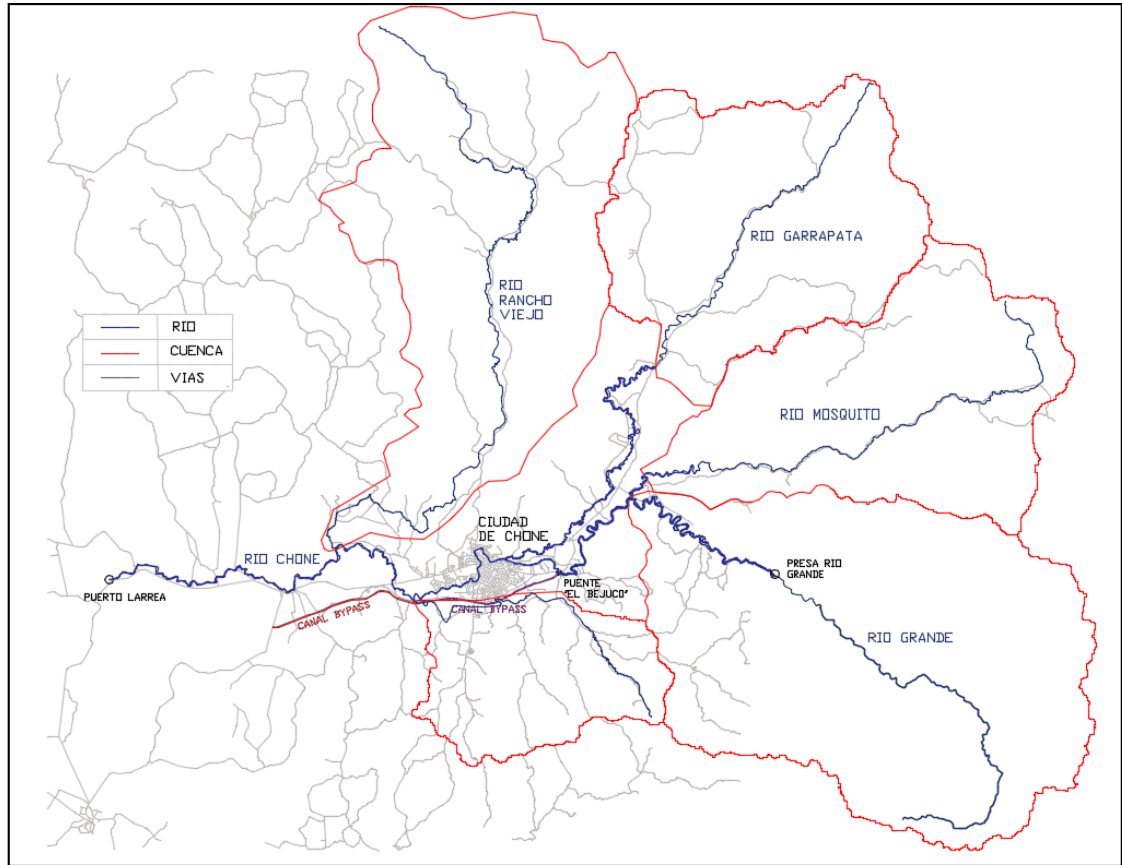 RIO GARRAPATA
RIO
RANCHO
VIEJO
RIO
CUENCA
VIAS
RIO MOSQUITO
CIUDAD
DE CHONE
RIO CHONE
PRESA RIO
GRANDE
PUERTO LARREA
PUENTE
"EL BEJUCO"
CANAL BYPASS
CANAL BYPASS
RIO GRANDE